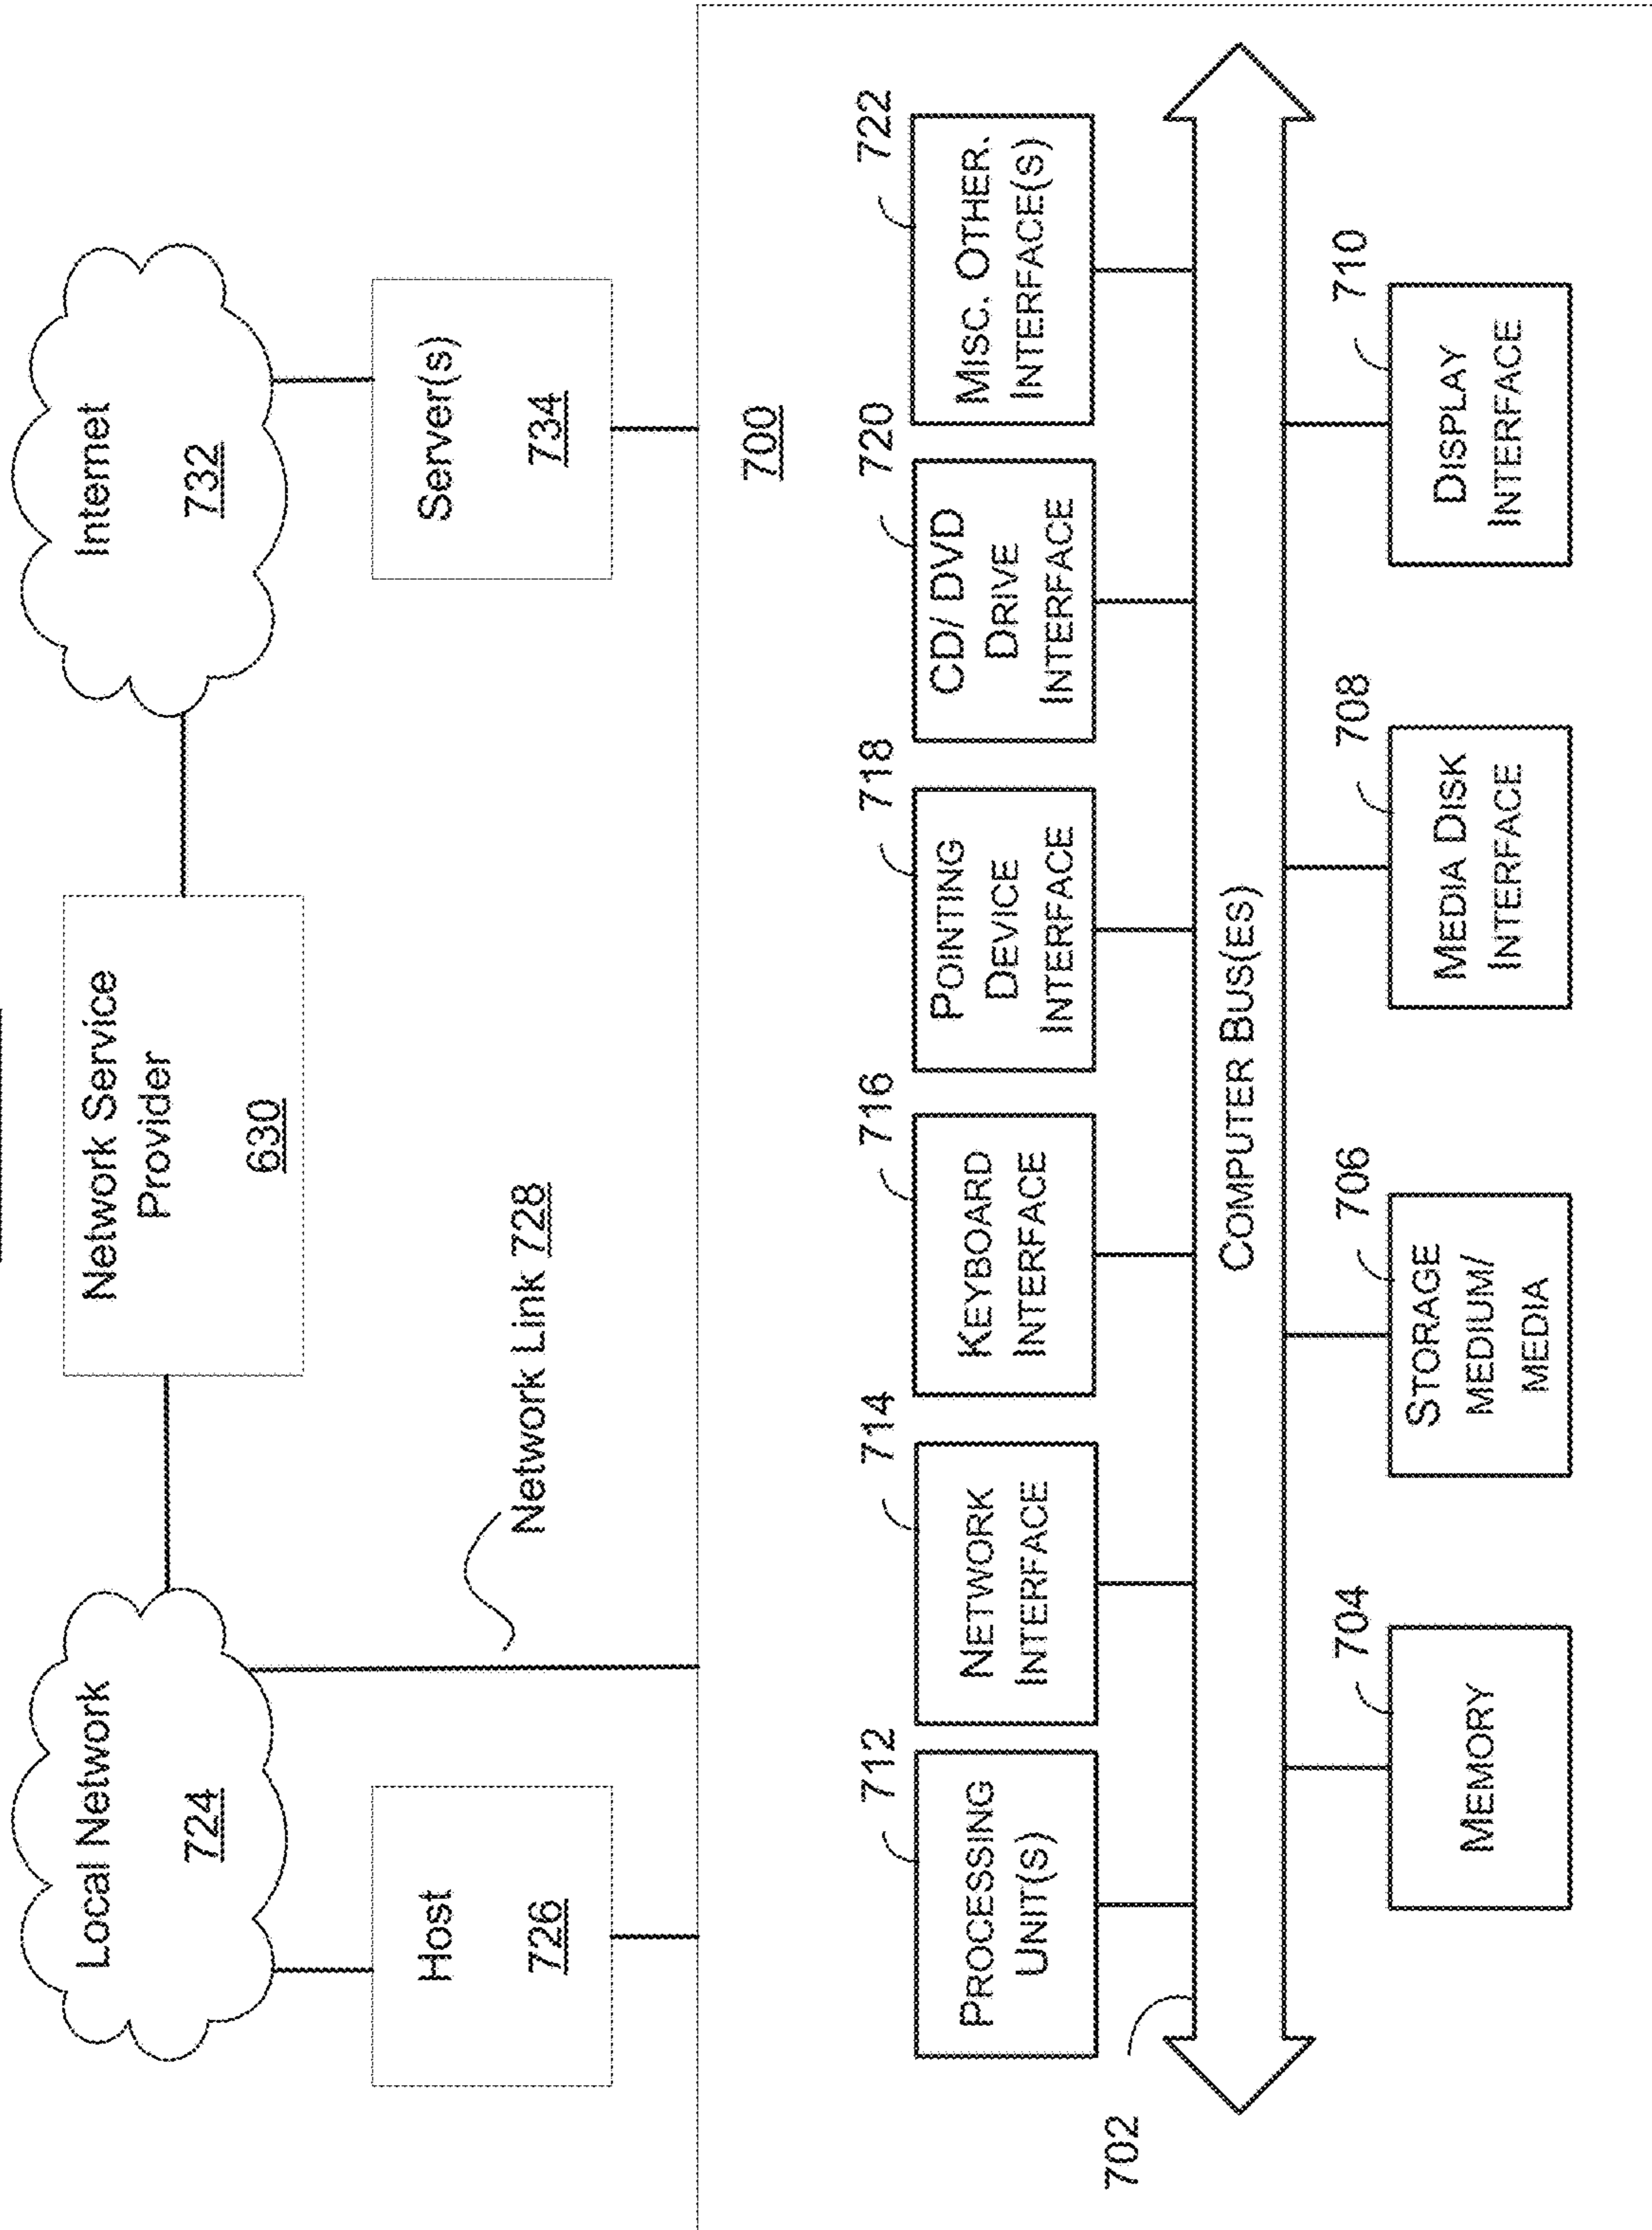 Local Network
724
Network Service
Provider
630
Internet
732
Host
726
Network Link 728
Server(s)
734
700
712
714
716
718
720
722
PROCESSING
UNIT(S)
NETWORK
INTERFACE
KEYBOARD
INTERFACE
POINTING
DEVICE
INTERFACE
CD/ DVD
DRIVE
INTERFACE
MISC. OTHER.
INTERFACE(S)
702
COMPUTER BUS(ES)
704
706
708
710
MEMORY
STORAGE
MEDIUM/
MEDIA
MEDIA DISK
INTERFACE
DISPLAY
INTERFACE